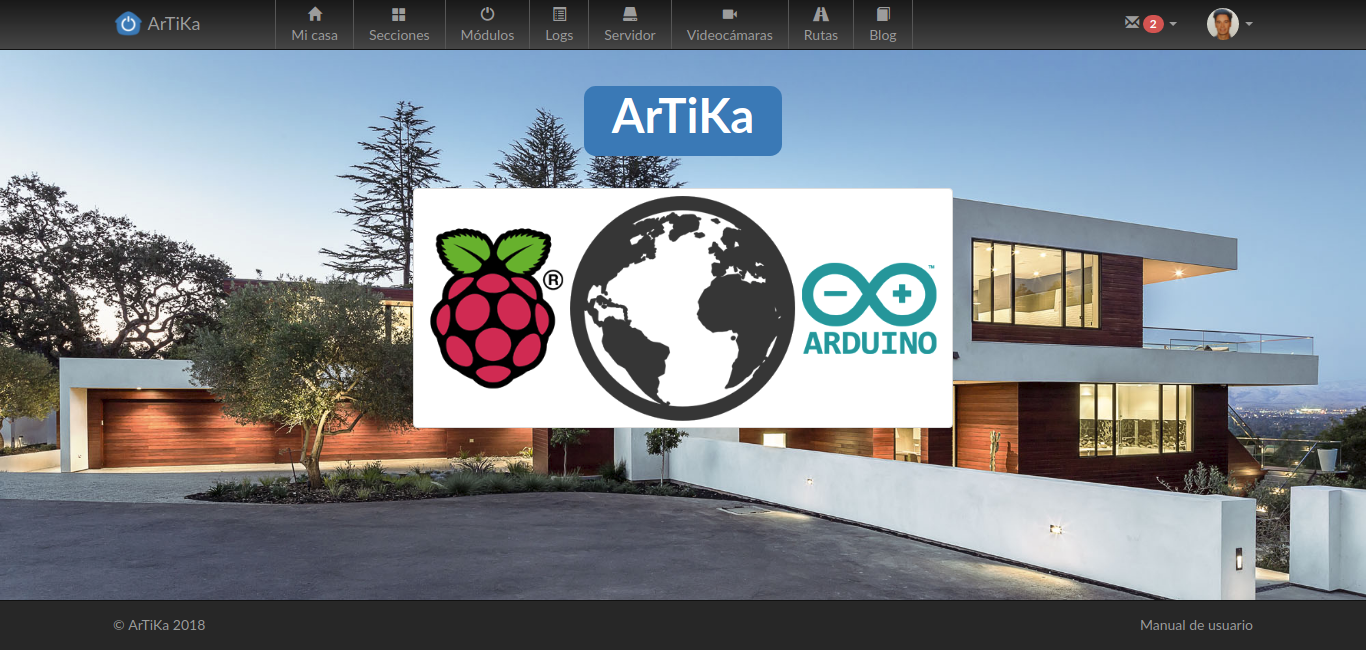 ArTiKa
Mi casa
Secciones
Módulos
Logs
Servidor
Videocámaras
Rutas
Blog
2
ArTiKa
®
ARDUINO
™
© ArTiKa 2018
Manual de usuario